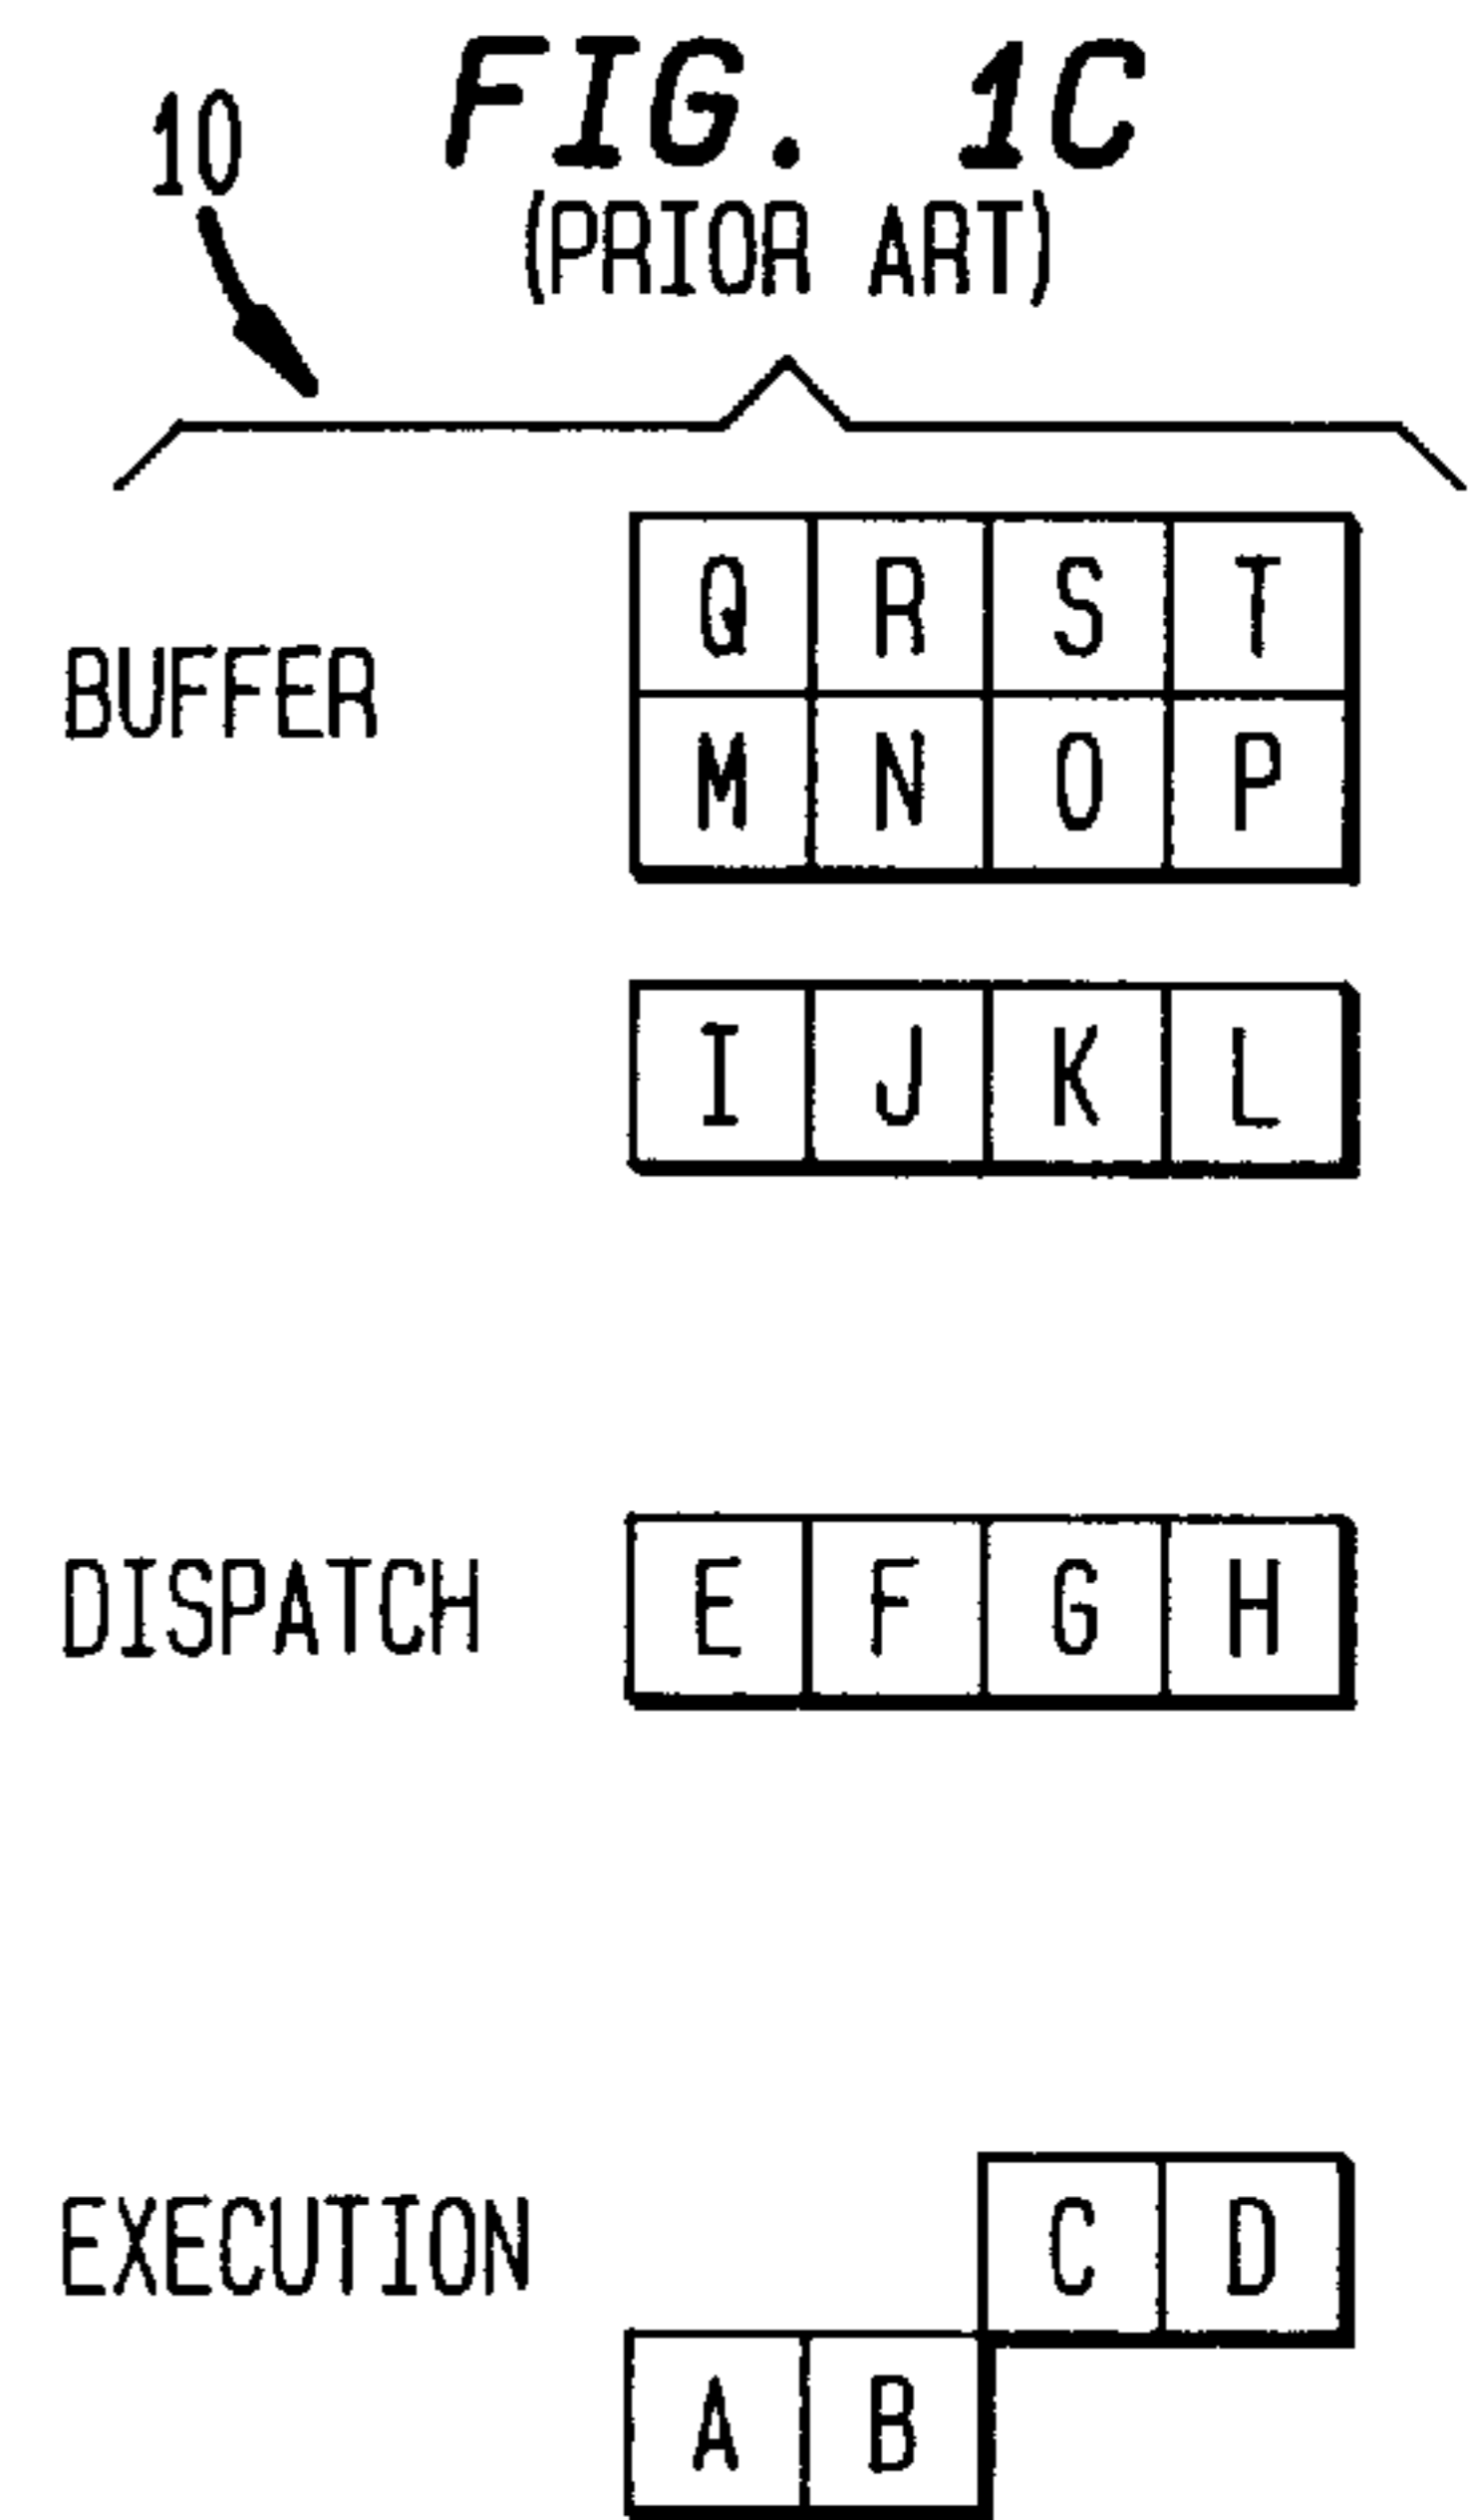 FIG. 1C
10
(PRIOR ART)
Q R S T
BUFFER
M N O P
I J K L
DISPATCH E F G H
EXECUTION C D
A B